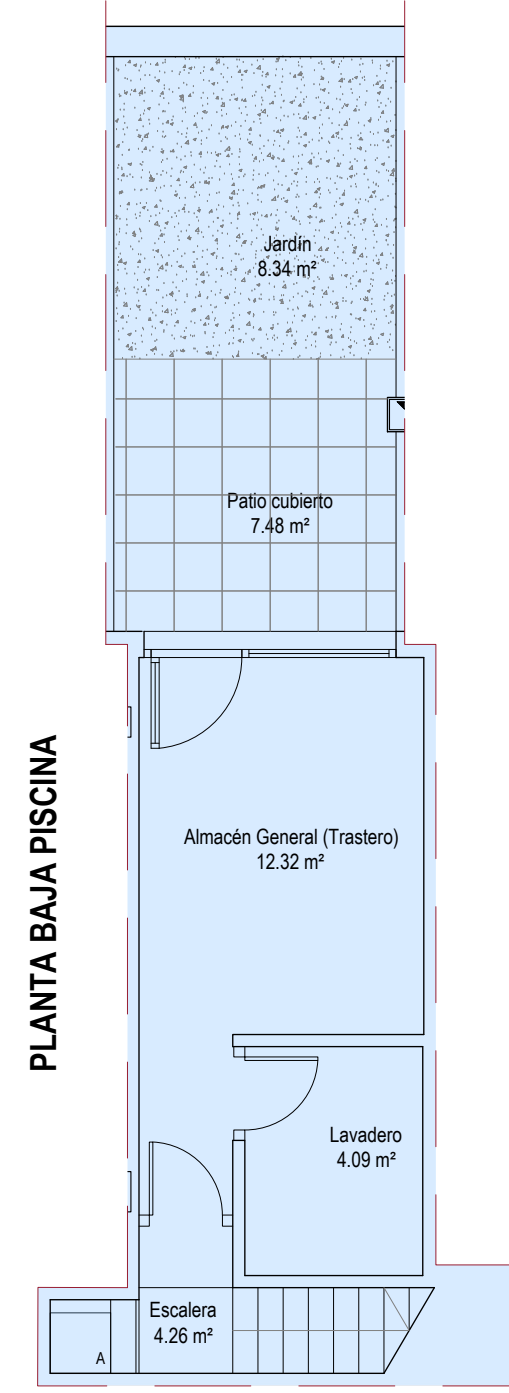 Jardín
8.34 m²
Patio cubierto
7.48 m²
PLANTA BAJA PISCINA
Almacén General (Trastero)
12.32 m²
Lavadero
4.09 m²
Escalera
4.26 m²
A